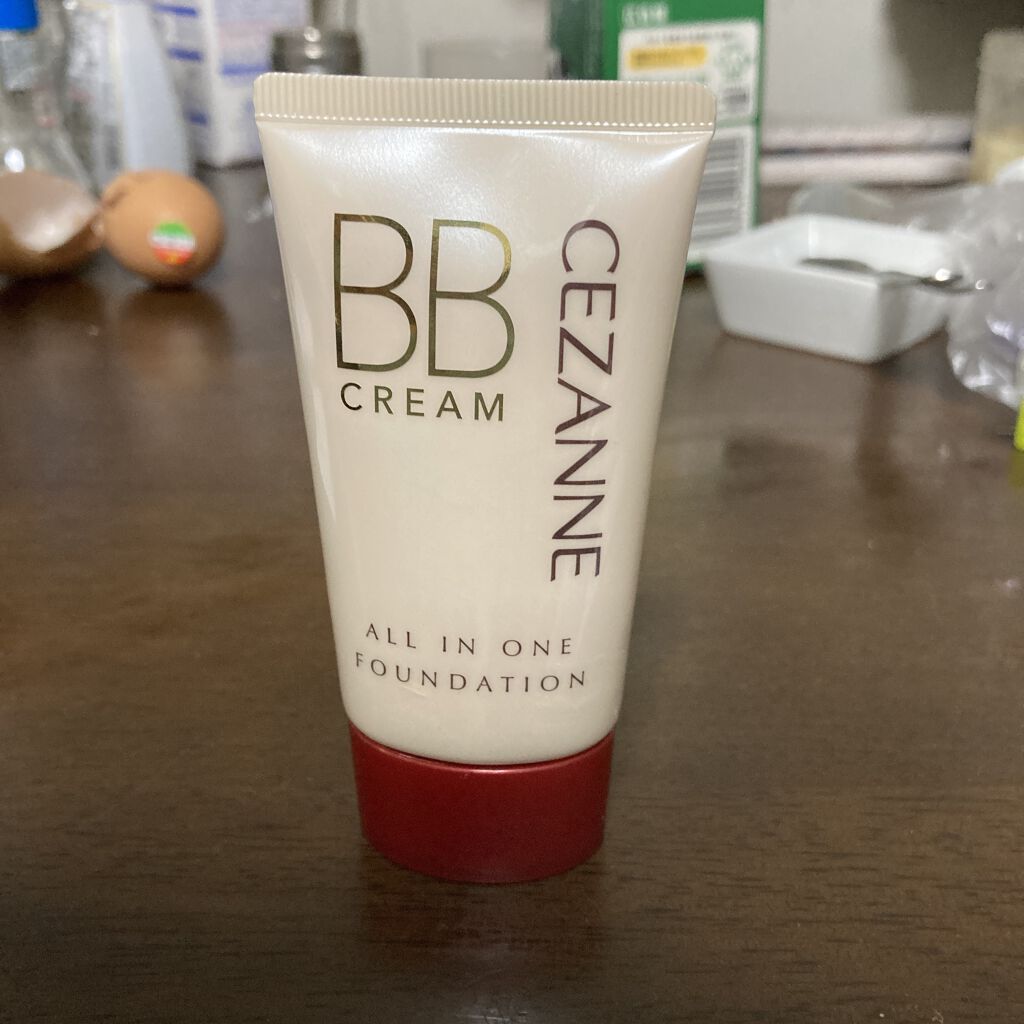 BB
CREAM
CEZANNE
ALL IN ONE
FOUNDATION